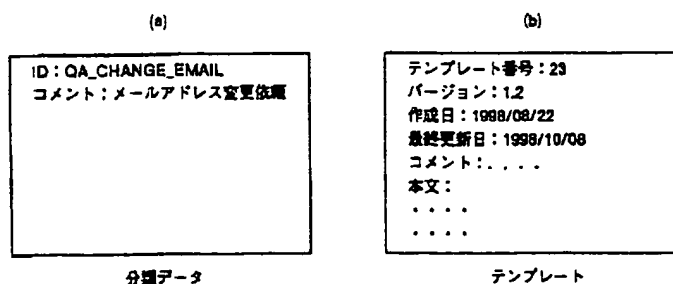 (a)
ID：QA_CHANGE_EMAIL
コメント：メールアドレス変更依頼
分類データ
(b)
テンプレート番号：23
バージョン：1.2
作成日：1998/08/22
最終更新日：1998/10/08
コメント：. . . .
本文：
・・・・
・・・・
テンプレート